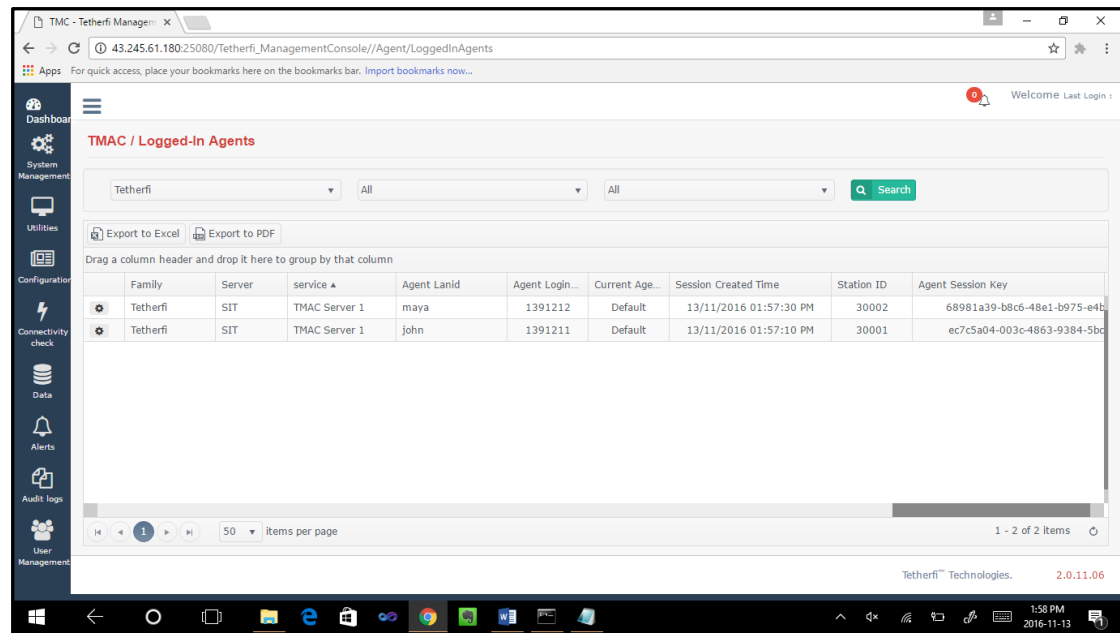 TMC - Tetherfi Managem
43.245.61.180:25080/Tetherfi_ManagementConsole//Agent/LoggedInAgents
Apps For quick access, place your bookmarks here on the bookmarks bar. Import bookmarks now...
Dashboar
0
Welcome Last Login :
TMAC / Logged-In Agents
System
Management
Tetherfi All All Search
Utilities
Export to Excel Export to PDF
Drag a column header and drop it here to group by that column
Configuration
Family Server service Agent Lanid Agent Login... Current Age... Session Created Time Station ID Agent Session Key
Tetherfi SIT TMAC Server 1 maya 1391212 Default 13/11/2016 01:57:30 PM 30002 68981a39-b8c6-48e1-b975-e4b
Tetherfi SIT TMAC Server 1 john 1391211 Default 13/11/2016 01:57:10 PM 30001 ec7c5a04-003c-4863-9384-5bc
Connectivity
check
Data
Alerts
Audit logs
User
Management
1 50 items per page 1 - 2 of 2 items
Tetherfi™ Technologies. 2.0.11.06
1:58 PM
2016-11-13